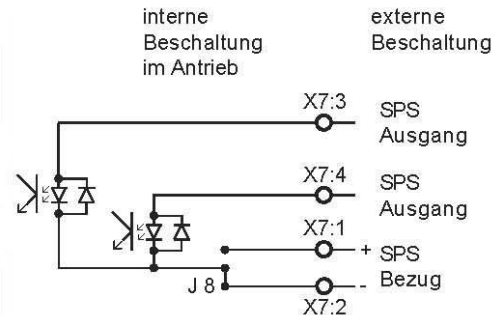 interne
Beschaltung
im Antrieb
externe
Beschaltung
X7:3
SPS
Ausgang
X7:4
SPS
Ausgang
X7:1
+ SPS
Bezug
J 8
-
X7:2